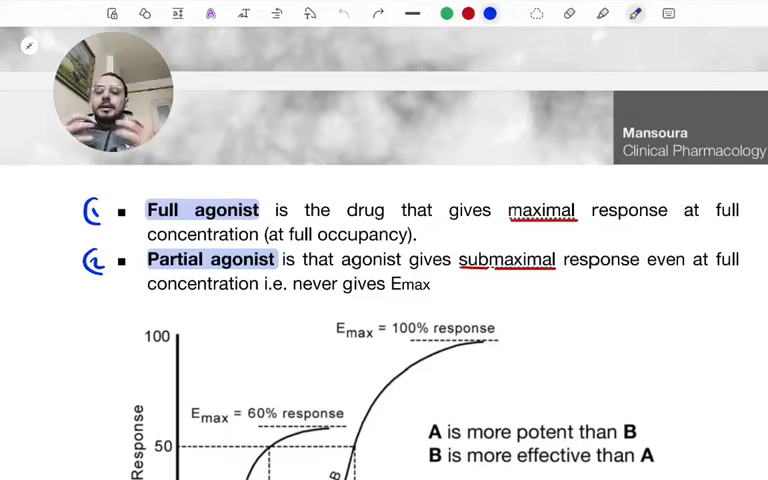 Mansoura
Clinical Pharmacology
1 ▪ Full agonist is the drug that gives maximal response at full
concentration (at full occupancy).
2 ▪ Partial agonist is that agonist gives submaximal response even at full
concentration i.e. never gives Emax
Emax = 100% response
100
Emax = 60% response
A is more potent than B
B is more effective than A
50
Response
B